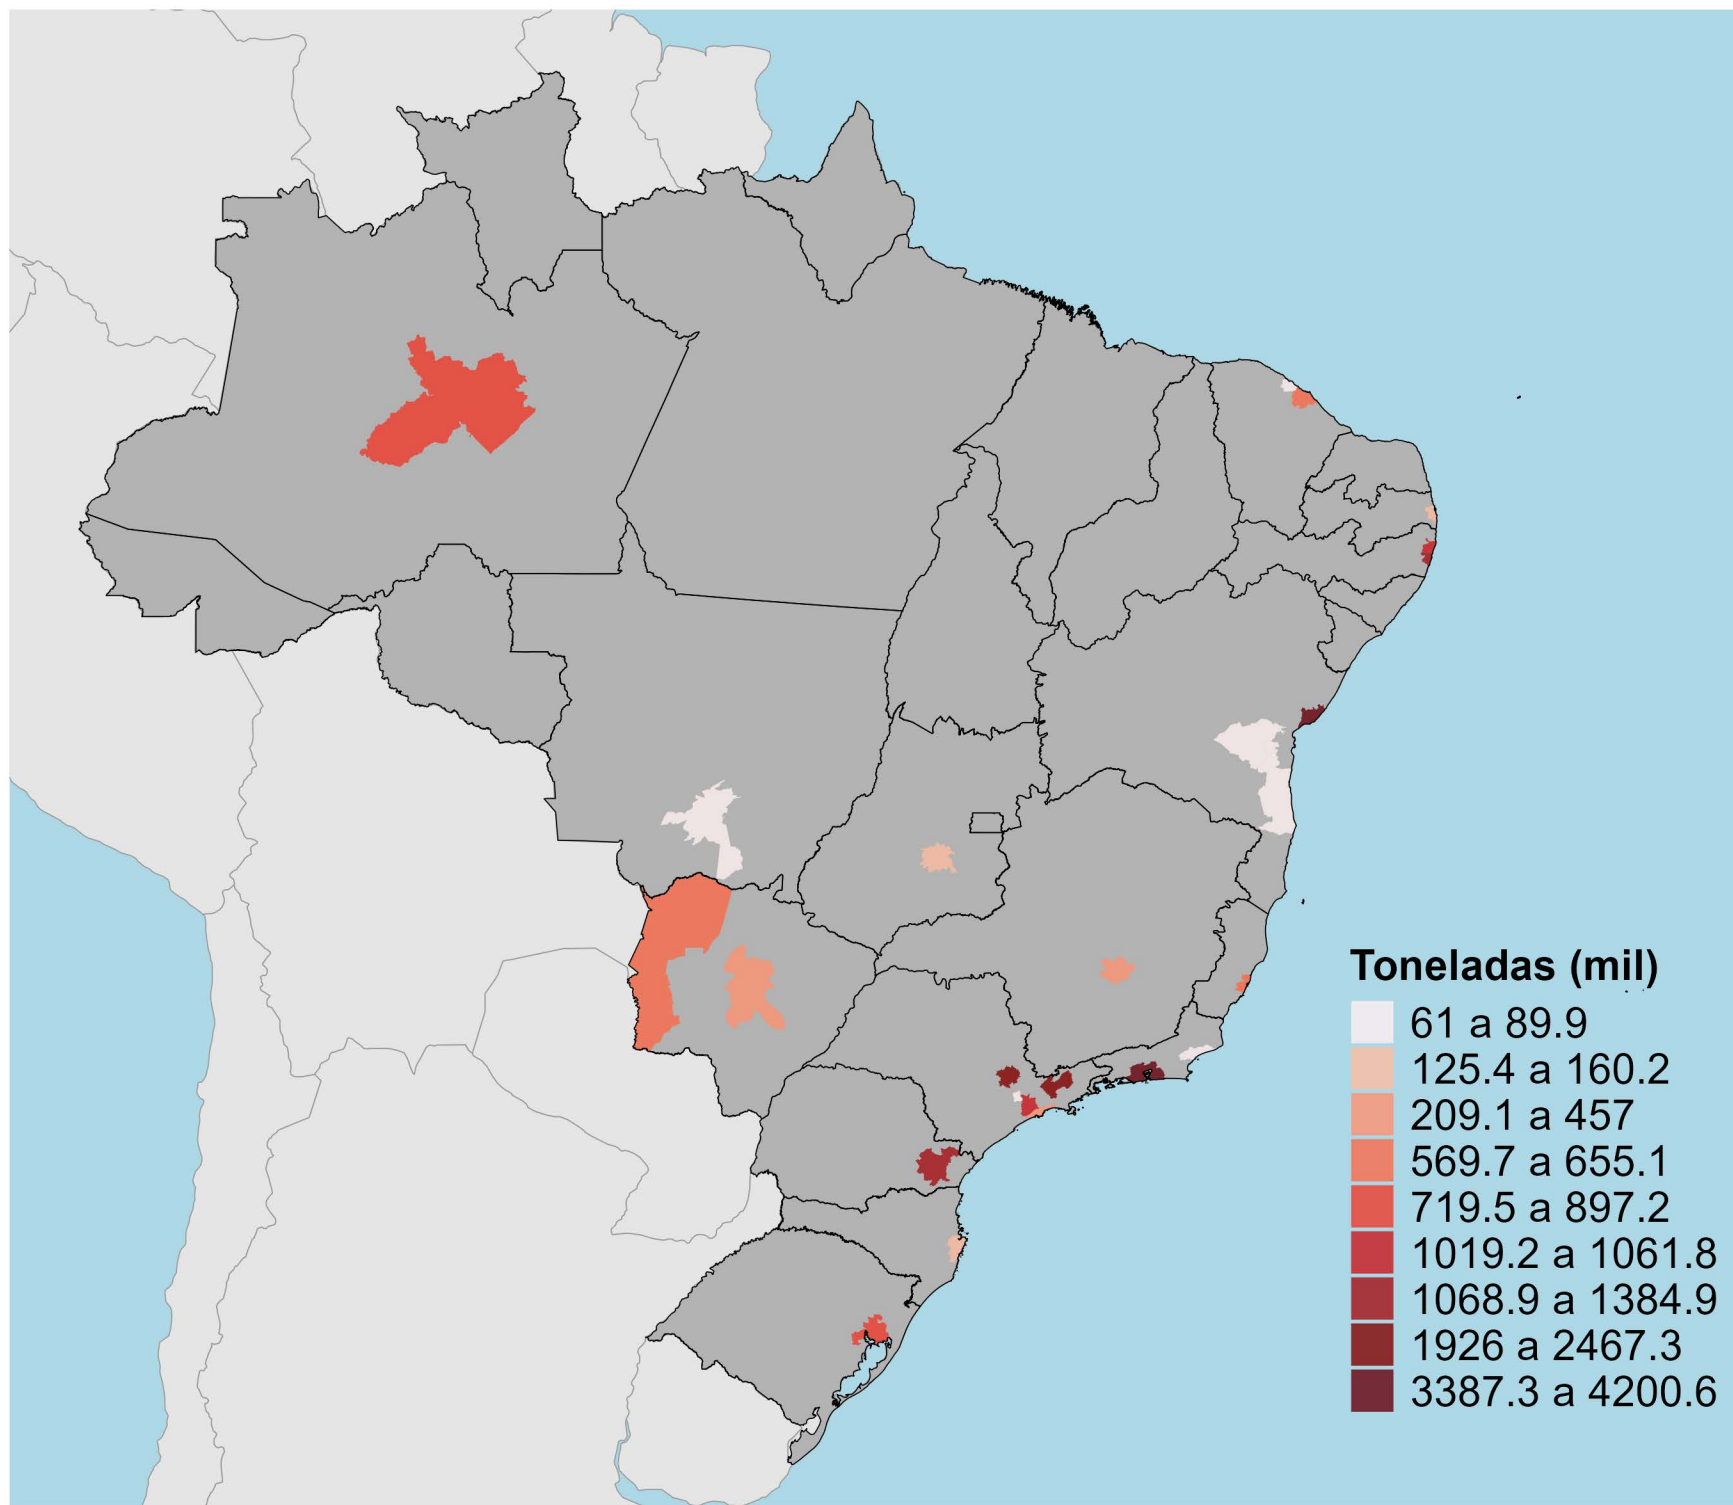 Toneladas (mil)
61 a 89.9
125.4 a 160.2
209.1 a 457
569.7 a 655.1
719.5 a 897.2
1019.2 a 1061.8
1068.9 a 1384.9
1926 a 2467.3
3387.3 a 4200.6